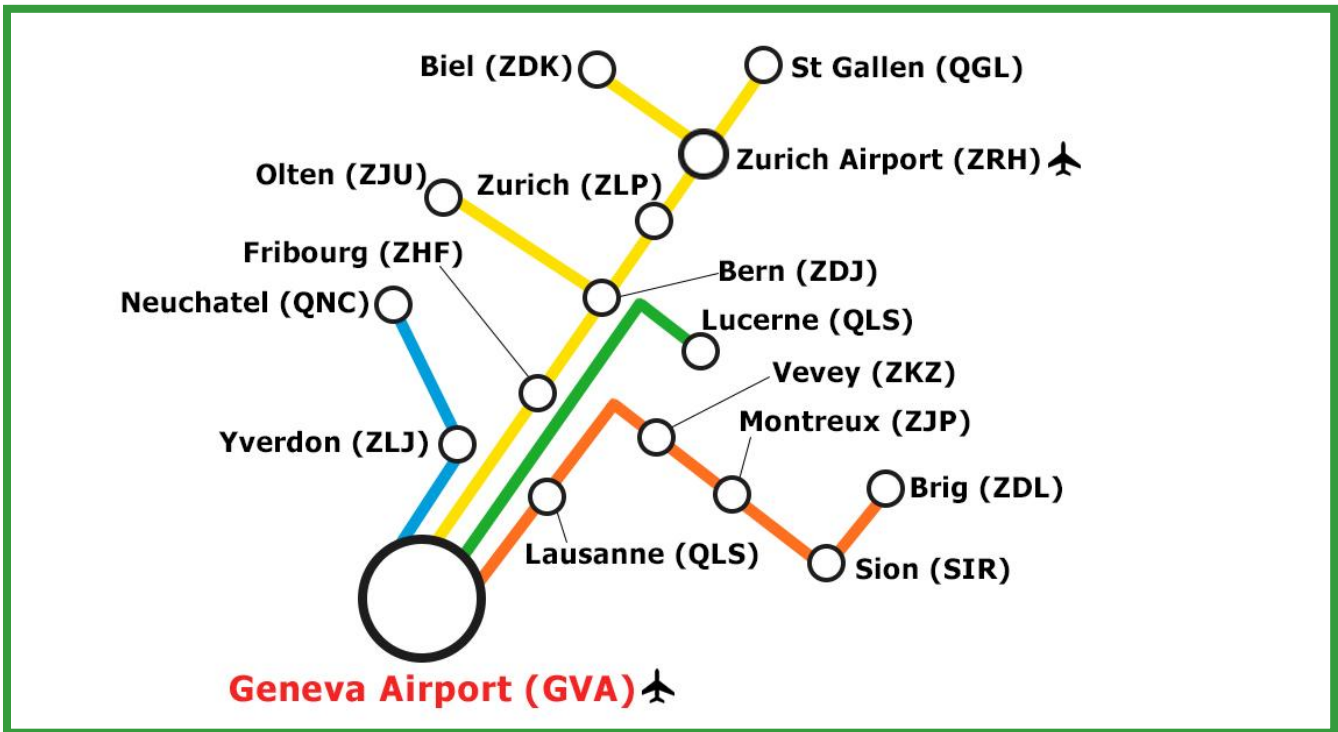 Biel (ZDK)
St Gallen (QGL)
Zurich Airport (ZRH)
Olten (ZJU)
Zurich (ZLP)
Fribourg (ZHF)
Bern (ZDJ)
Neuchatel (QNC)
Lucerne (QLS)
Vevey (ZKZ)
Montreux (ZJP)
Yverdon (ZLJ)
Brig (ZDL)
Lausanne (QLS)
Sion (SIR)
Geneva Airport (GVA)